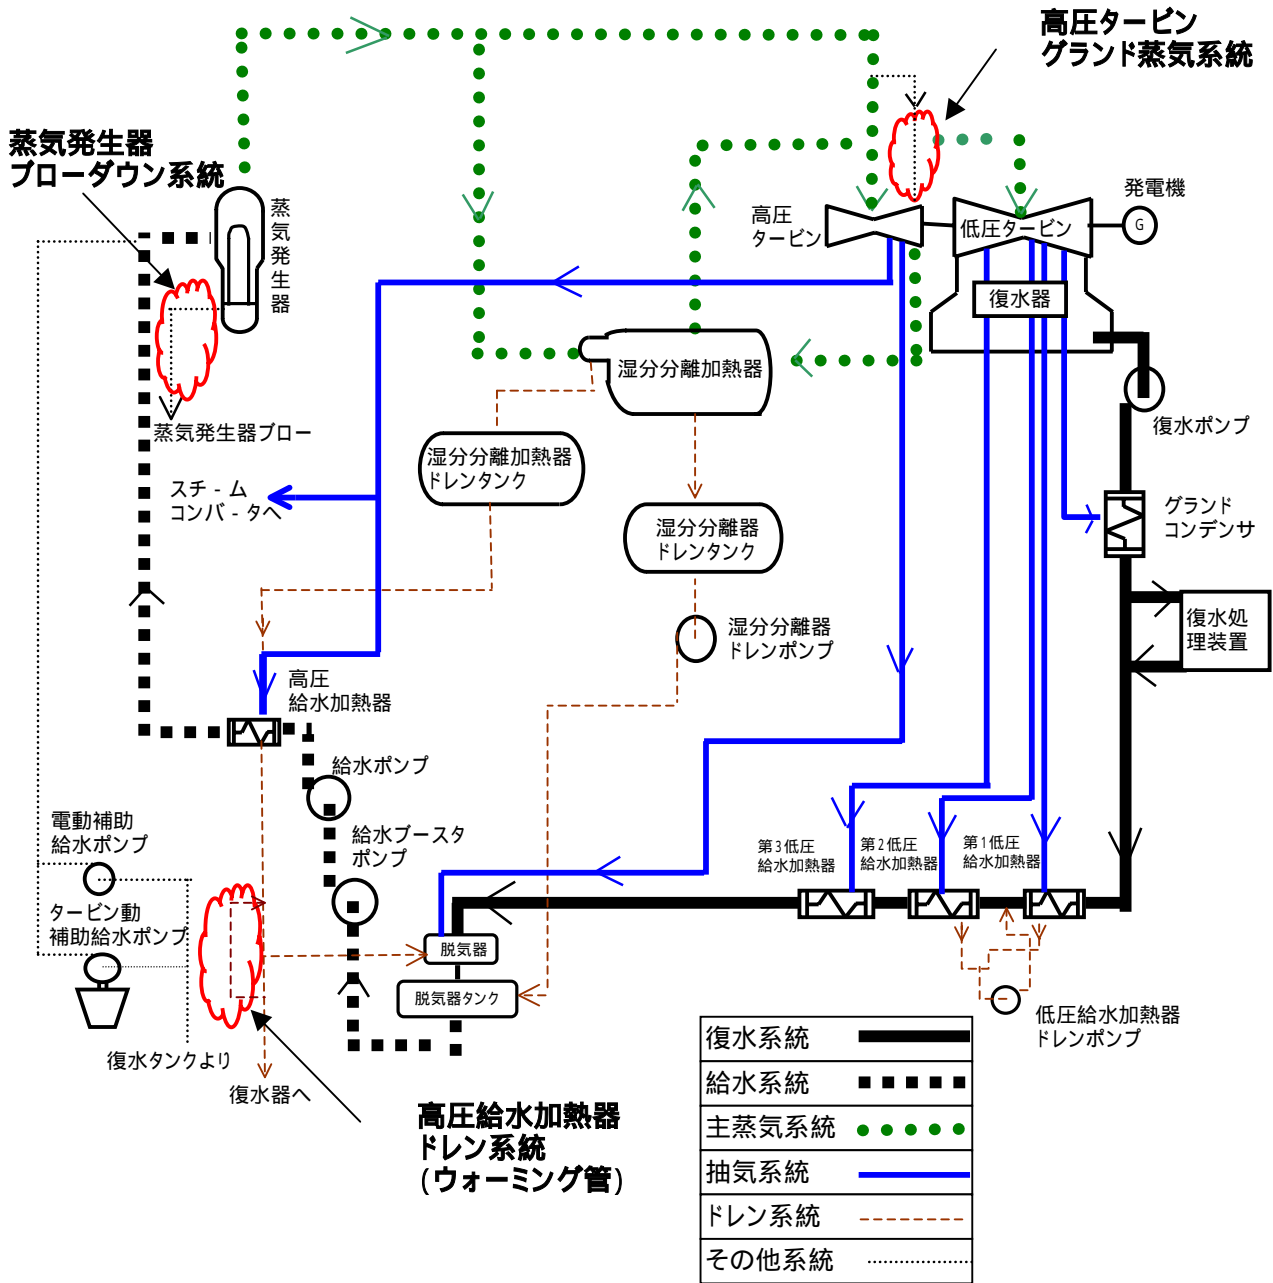 高圧タービン
グランド蒸気系統
蒸気発生器
ブローダウン系統
蒸気発生器
高圧
タービン
低圧タービン
発電機
G
復水器
湿分分離加熱器
復水ポンプ
蒸気発生器ブロー
湿分分離加熱器
ドレンタンク
スチ-ム
コンバ-タへ
グランド
コンデンサ
湿分分離器
ドレンタンク
湿分分離器
ドレンポンプ
復水処
理装置
高圧
給水加熱器
給水ポンプ
電動補助
給水ポンプ
給水ブースタ
ポンプ
第3低圧
給水加熱器
第2低圧
給水加熱器
第1低圧
給水加熱器
タービン動
補助給水ポンプ
脱気器
脱気器タンク
復水タンクより
復水器へ
低圧給水加熱器
ドレンポンプ
高圧給水加熱器
ドレン系統
(ウォーミング管)
復水系統
給水系統
主蒸気系統
抽気系統
ドレン系統
その他系統